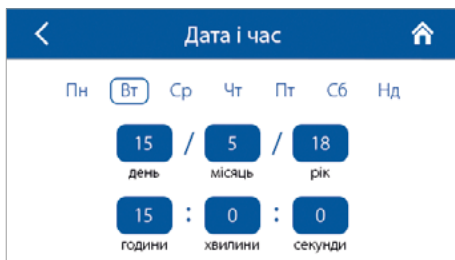 Дата і час
Пн Вт Ср Чт Пт Сб Нд
15 / 5 / 18
день місяць рік
15 : 0 : 0
години хвилини секунди